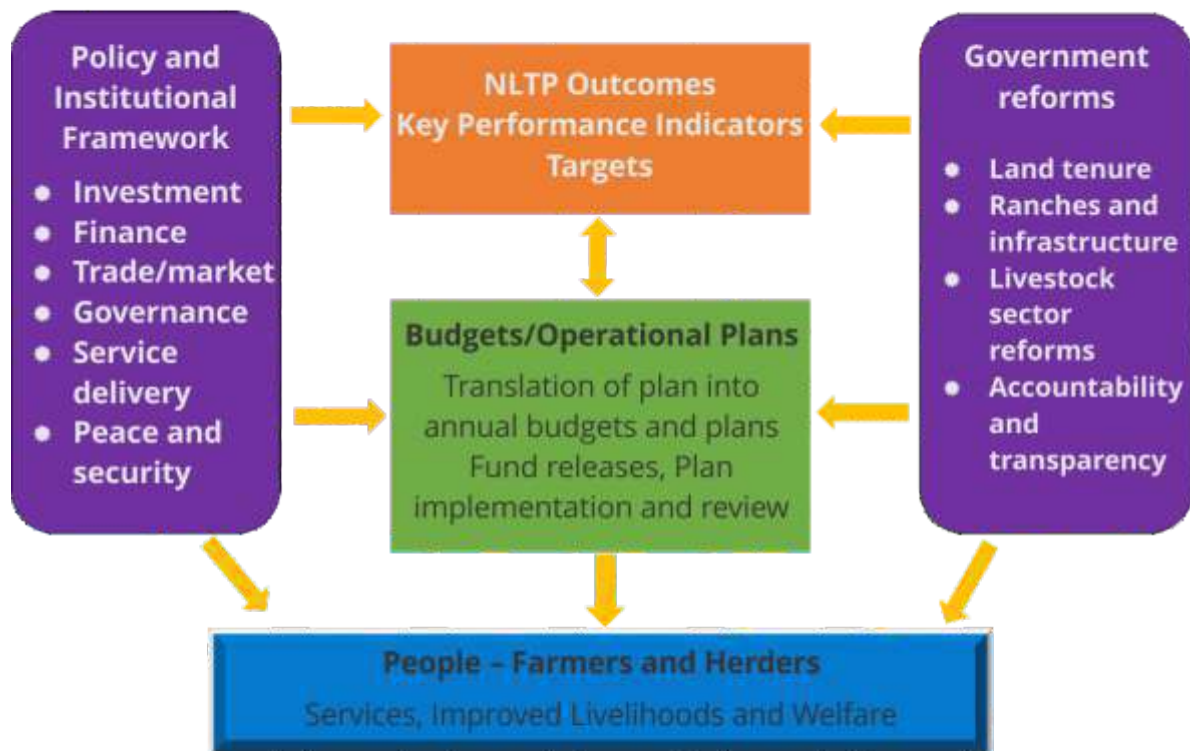 Policy and
Institutional
Framework
● Investment
● Finance
● Trade/market
● Governance
● Service
delivery
● Peace and
security
NLTP Outcomes
Key Performance Indicators
Targets
Budgets/Operational Plans
Translation of plan into
annual budgets and plans
Fund releases, Plan
implementation and review
Government
reforms
● Land tenure
● Ranches and
infrastructure
● Livestock
sector
reforms
● Accountability
and
transparency
People – Farmers and Herders
Services, Improved Livelihoods and Welfare